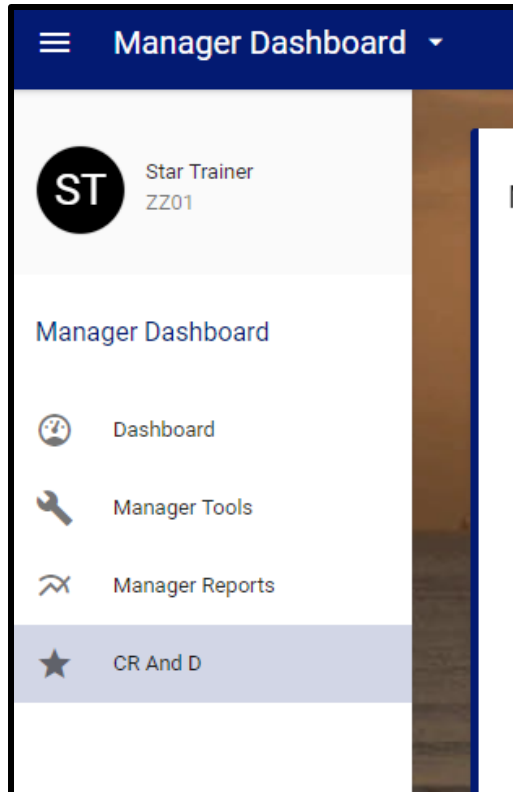 Manager Dashboard
ST
Star Trainer
ZZ01
Manager Dashboard
Dashboard
Manager Tools
Manager Reports
CR And D